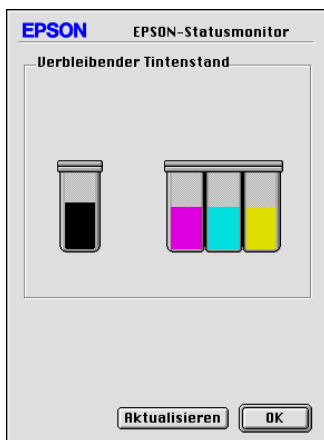 EPSON EPSON-Statusmonitor
Verbleibender Tintenstand
Aktualisieren OK